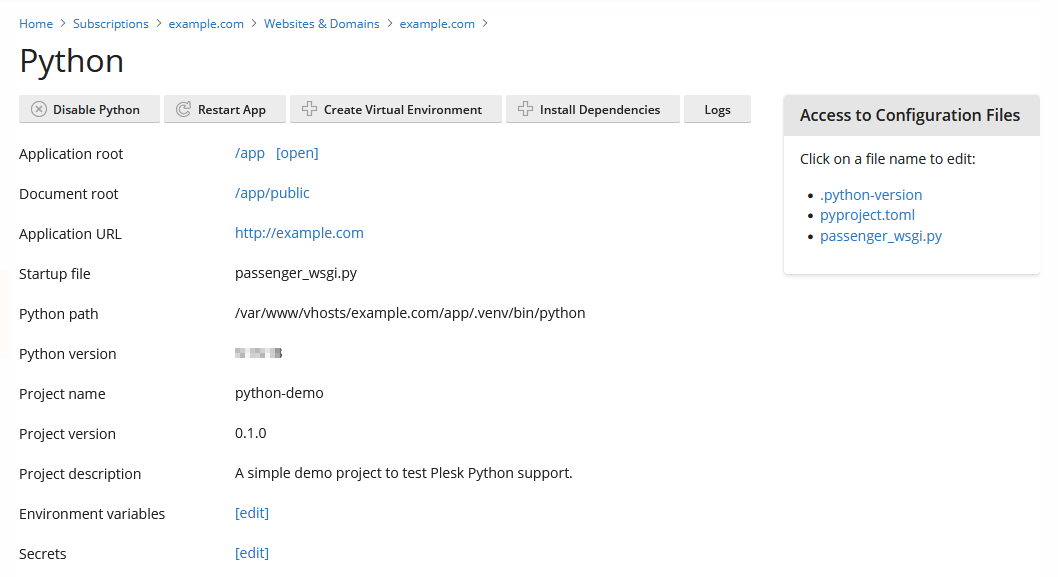 Home > Subscriptions > example.com > Websites & Domains > example.com >
Python
Disable Python Restart App Create Virtual Environment Install Dependencies Logs
Application root /app [open]
Document root /app/public
Application URL http://example.com
Startup file passenger_wsgi.py
Python path /var/www/vhosts/example.com/app/.venv/bin/python
Python version
Project name python-demo
Project version 0.1.0
Project description A simple demo project to test Plesk Python support.
Environment variables [edit]
Secrets [edit]
Access to Configuration Files
Click on a file name to edit:
• .python-version
• pyproject.toml
• passenger_wsgi.py